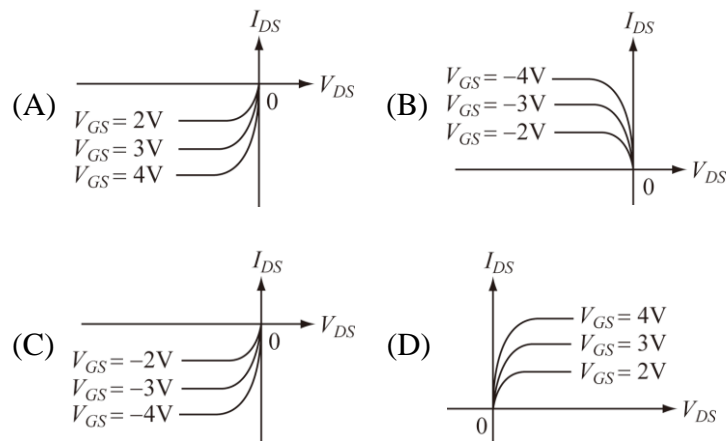 I_DS
V_DS
(A)
0
V_GS = 2V
V_GS = 3V
V_GS = 4V
I_DS
(B)
V_GS = –4V
V_GS = –3V
V_GS = –2V
V_DS
0
I_DS
V_DS
(C)
0
V_GS = –2V
V_GS = –3V
V_GS = –4V
I_DS
(D)
V_GS = 4V
V_GS = 3V
V_GS = 2V
V_DS
0